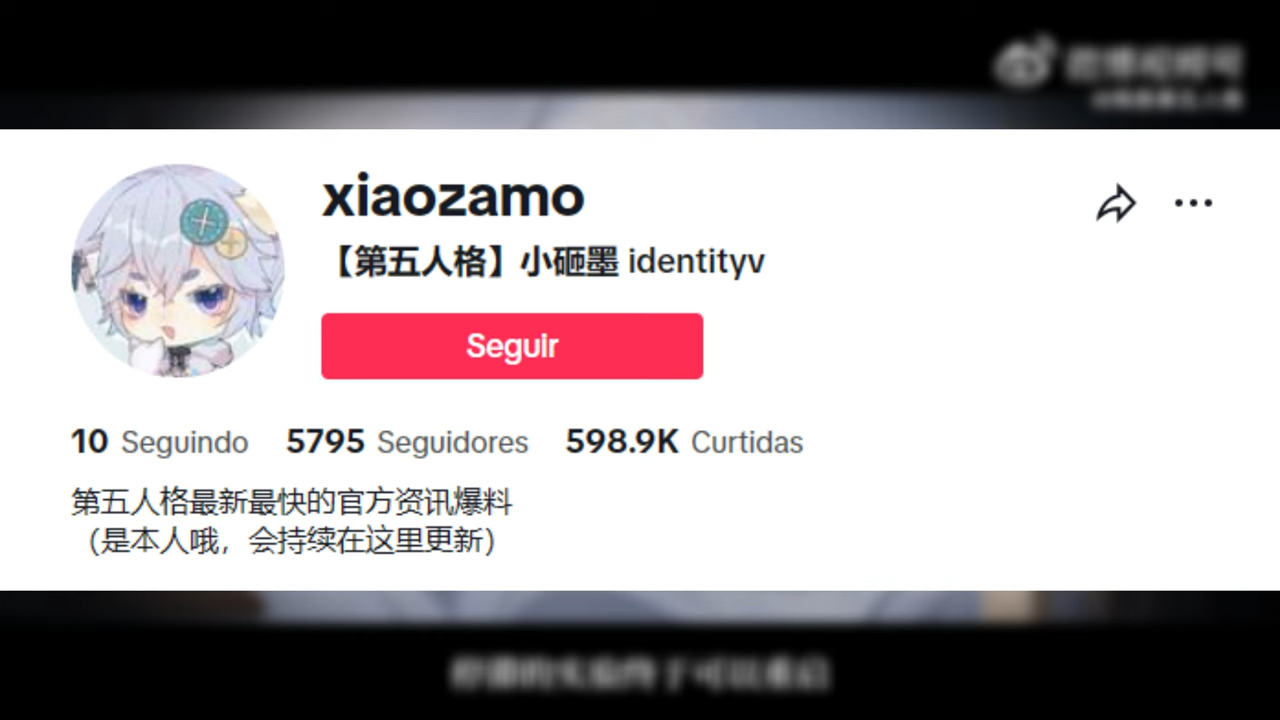 xiaozamo
【第五人格】小砸墨 identityv
Seguir
10 Seguindo 5795 Seguidores 598.9K Curtidas
第五人格最新最快的官方资讯爆料
（是本人哦，会持续在这里更新）